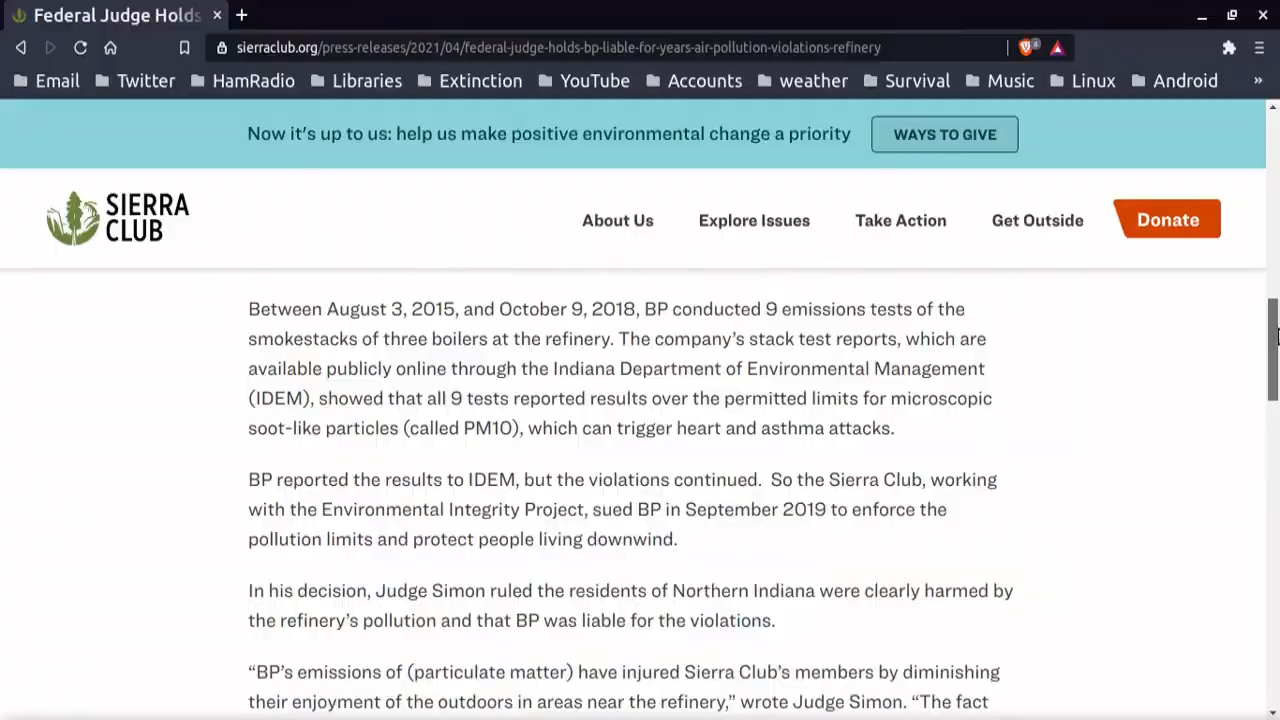 Federal Judge Holds
sierraclub.org/press-releases/2021/04/federal-judge-holds-bp-liable-for-years-air-pollution-violations-refinery
Email Twitter HamRadio Libraries Extinction YouTube Accounts weather Survival Music Linux Android »
Now it's up to us: help us make positive environmental change a priority WAYS TO GIVE
SIERRA
CLUB
About Us Explore Issues Take Action Get Outside Donate
Between August 3, 2015, and October 9, 2018, BP conducted 9 emissions tests of the
smokestacks of three boilers at the refinery. The company’s stack test reports, which are
available publicly online through the Indiana Department of Environmental Management
(IDEM), showed that all 9 tests reported results over the permitted limits for microscopic
soot-like particles (called PM10), which can trigger heart and asthma attacks.
BP reported the results to IDEM, but the violations continued.  So the Sierra Club, working
with the Environmental Integrity Project, sued BP in September 2019 to enforce the
pollution limits and protect people living downwind.
In his decision, Judge Simon ruled the residents of Northern Indiana were clearly harmed by
the refinery’s pollution and that BP was liable for the violations.
“BP’s emissions of (particulate matter) have injured Sierra Club’s members by diminishing
their enjoyment of the outdoors in areas near the refinery,” wrote Judge Simon. “The fact